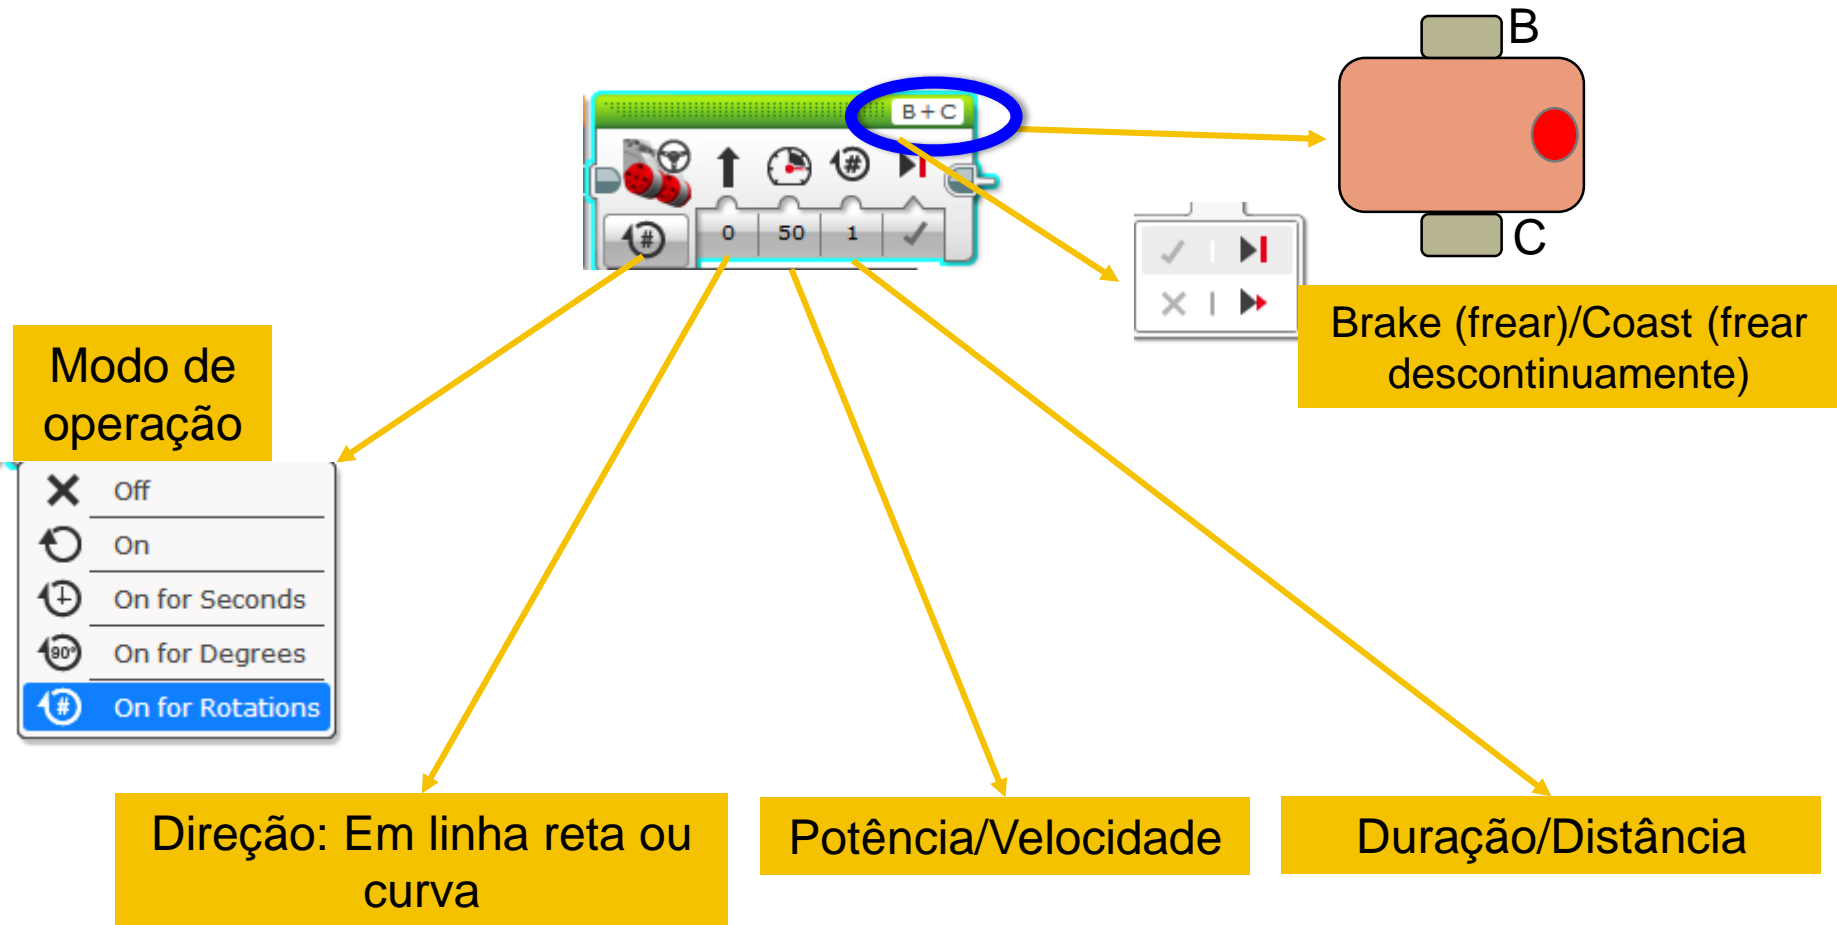 B
B + C
0 50 1
C
Brake (frear)/Coast (frear
descontinuamente)
Modo de
operação
Off
On
On for Seconds
90° On for Degrees
# On for Rotations
Direção: Em linha reta ou
curva
Potência/Velocidade
Duração/Distância